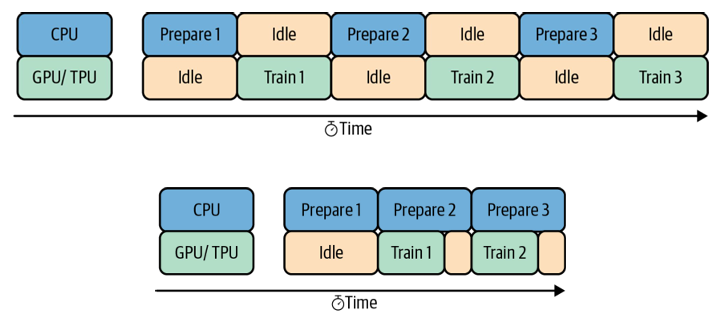 CPU Prepare 1 Idle Prepare 2 Idle Prepare 3 Idle
GPU/ TPU Idle Train 1 Idle Train 2 Idle Train 3
Time
CPU Prepare 1 Prepare 2 Prepare 3
GPU/ TPU Idle Train 1 Train 2
Time